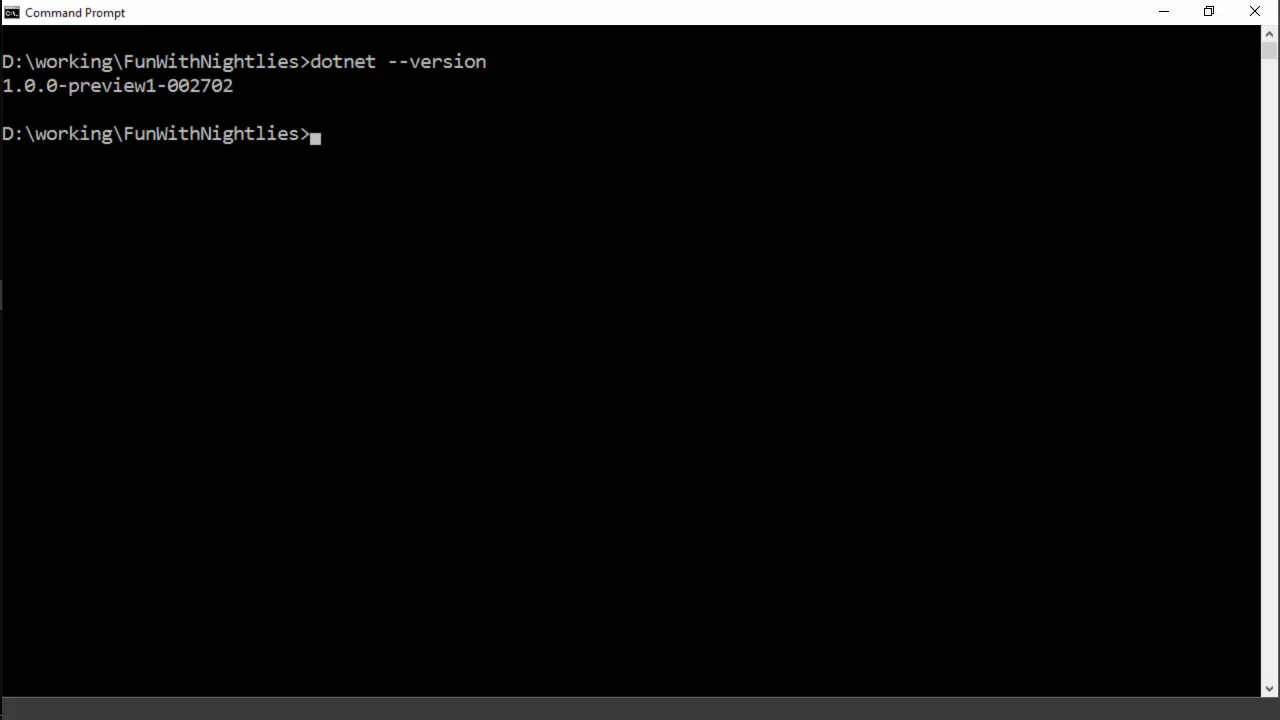 Command Prompt
D:\working\FunWithNightlies>dotnet --version
1.0.0-preview1-002702
D:\working\FunWithNightlies>